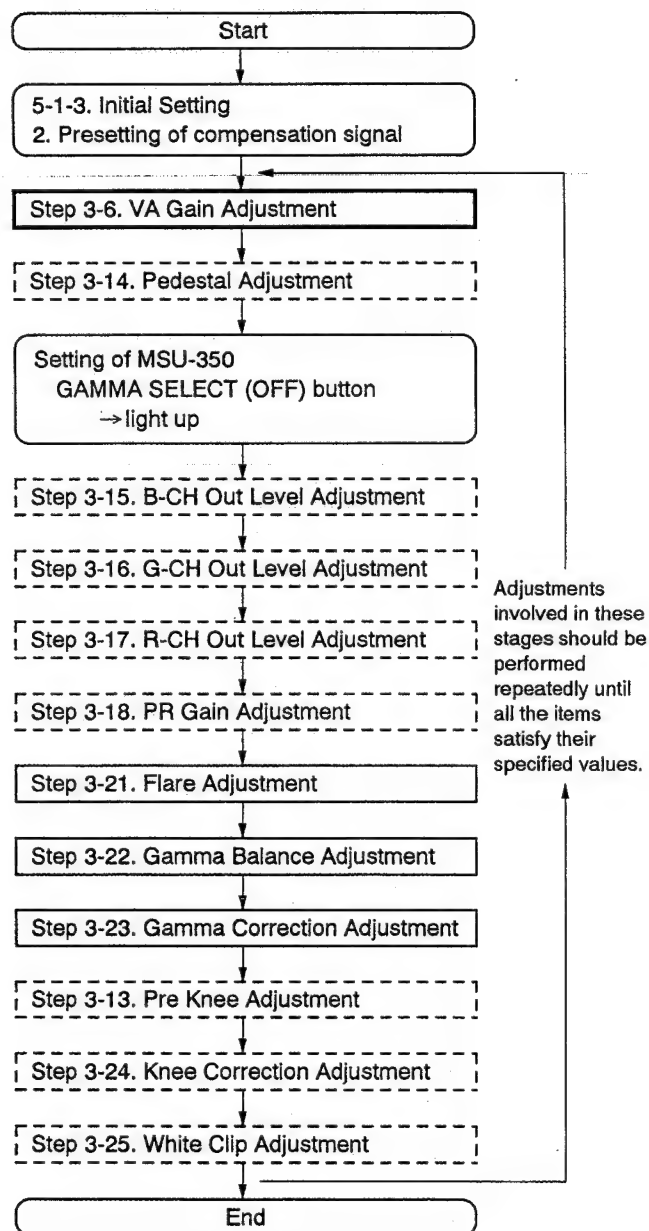 Start
5-1-3. Initial Setting
2. Presetting of compensation signal
Step 3-6. VA Gain Adjustment
Step 3-14. Pedestal Adjustment
Setting of MSU-350
GAMMA SELECT (OFF) button
→light up
Step 3-15. B-CH Out Level Adjustment
Step 3-16. G-CH Out Level Adjustment
Step 3-17. R-CH Out Level Adjustment
Step 3-18. PR Gain Adjustment
Step 3-21. Flare Adjustment
Step 3-22. Gamma Balance Adjustment
Step 3-23. Gamma Correction Adjustment
Step 3-13. Pre Knee Adjustment
Step 3-24. Knee Correction Adjustment
Step 3-25. White Clip Adjustment
End
Adjustments
involved in these
stages should be
performed
repeatedly until
all the items
satisfy their
specified values.